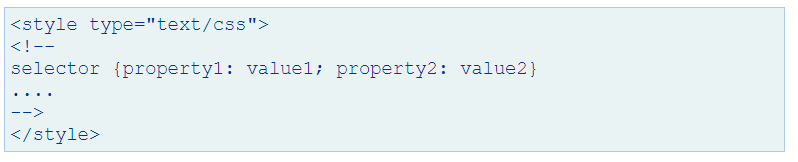 <style type="text/css">
<!--
selector {property1: value1; property2: value2}
....
-->
</style>